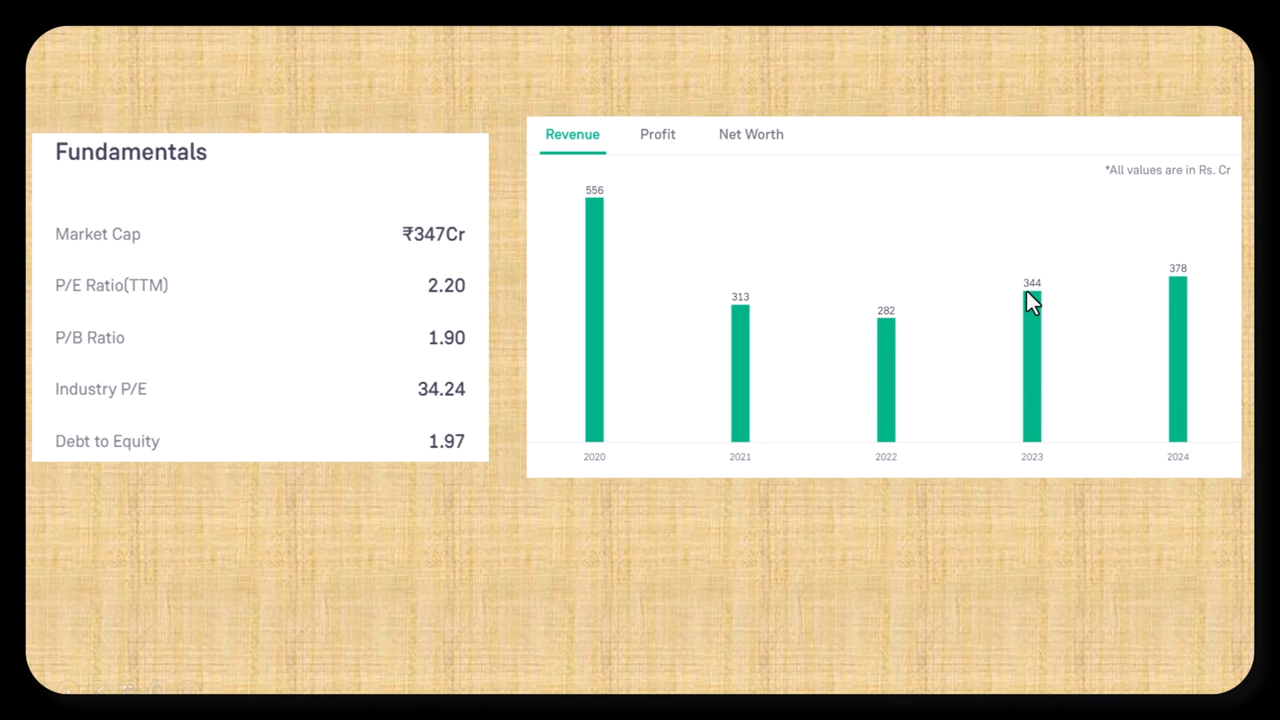 Fundamentals
Market Cap ₹347Cr
P/E Ratio(TTM) 2.20
P/B Ratio 1.90
Industry P/E 34.24
Debt to Equity 1.97
Revenue Profit Net Worth
*All values are in Rs. Cr
556 313 282 344 378
2020 2021 2022 2023 2024